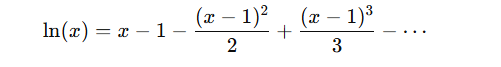 ln(x) = x − 1 − (x − 1)²/2 + (x − 1)³/3 − ⋯